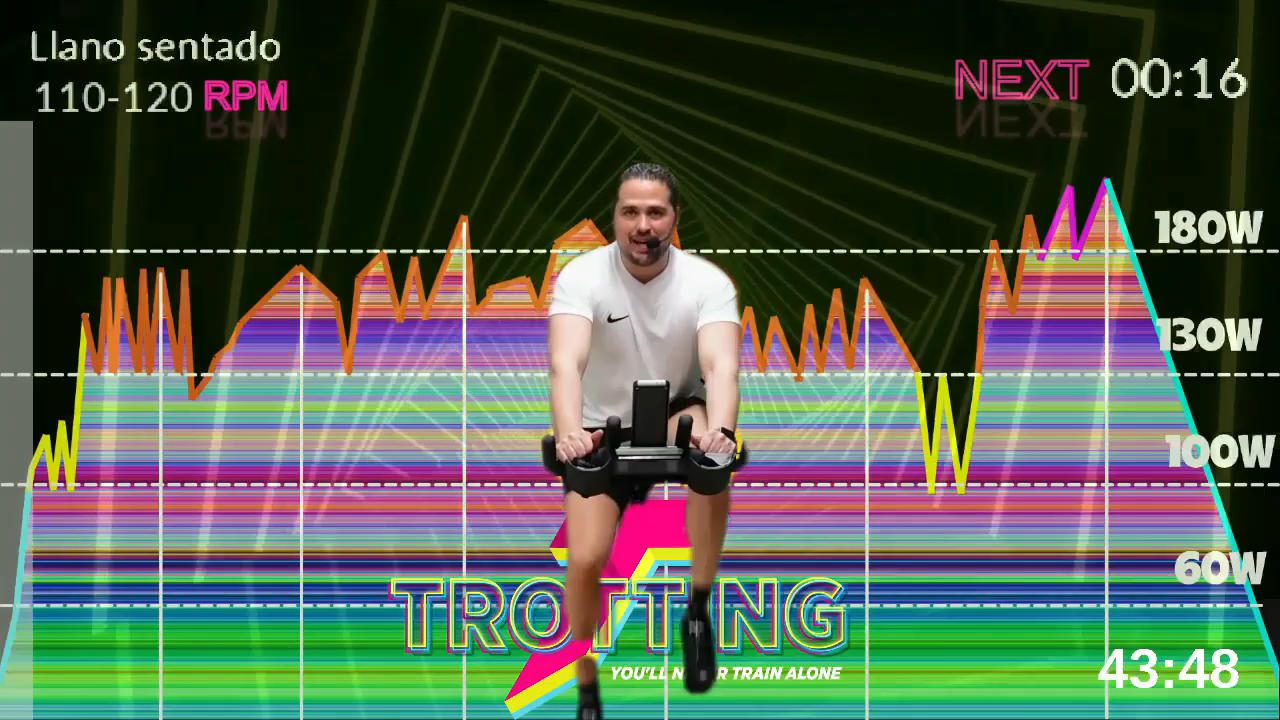 Llano sentado
110-120 RPM
NEXT 00:16
180W
130W
100W
60W
TROTTING
YOU'LL N R TRAIN ALONE
43:48